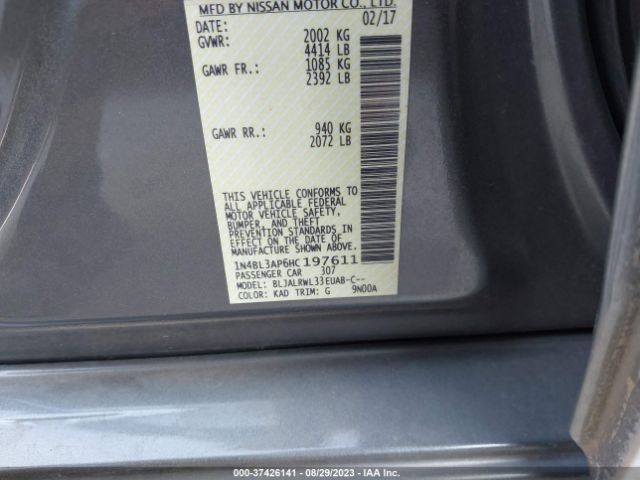 MFD BY NISSAN MOTOR CO., LTD.
DATE: 02/17
GVWR: 2002 KG
4414 LB
GAWR FR.: 1085 KG
2392 LB
GAWR RR.: 940 KG
2072 LB
THIS VEHICLE CONFORMS TO
ALL APPLICABLE FEDERAL
MOTOR VEHICLE SAFETY,
BUMPER, AND THEFT
PREVENTION STANDARDS IN
EFFECT ON THE DATE OF
MANUFACTURE SHOWN ABOVE.
1N4BL3AP6HC197611
PASSENGER CAR 307
MODEL: BLJALRWL33EUAB-C--
COLOR: KAD TRIM: G 9N00A
000-37426141 - 08/29/2023 - IAA Inc.